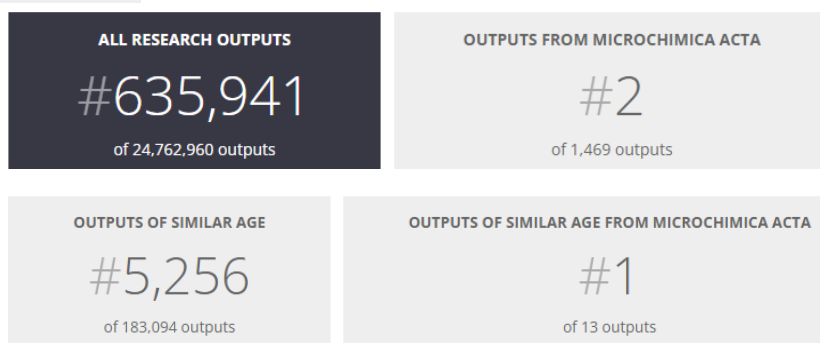 ALL RESEARCH OUTPUTS
#635,941
of 24,762,960 outputs
OUTPUTS FROM MICROCHIMICA ACTA
#2
of 1,469 outputs
OUTPUTS OF SIMILAR AGE
#5,256
of 183,094 outputs
OUTPUTS OF SIMILAR AGE FROM MICROCHIMICA ACTA
#1
of 13 outputs